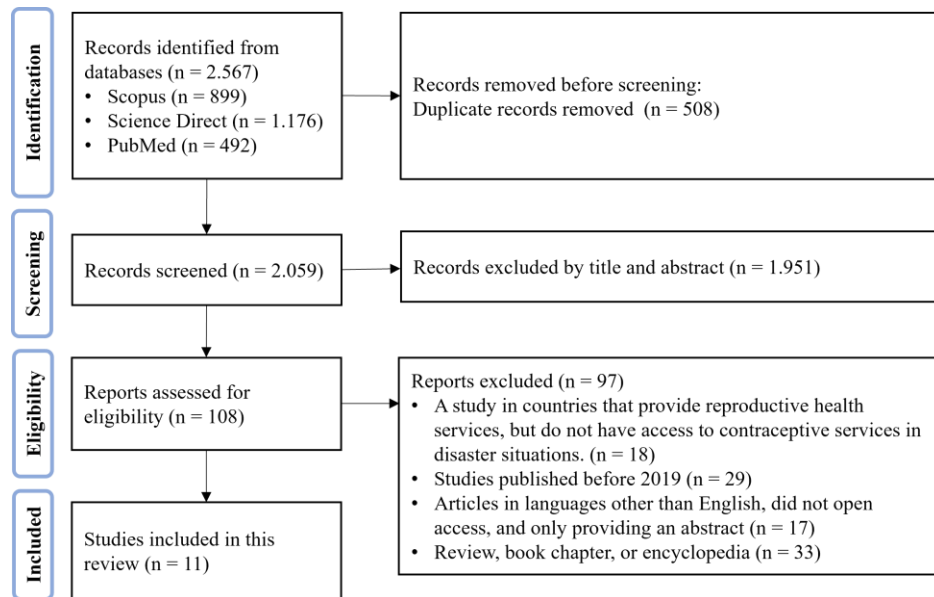 Identification
Records identified from
databases (n = 2.567)
• Scopus (n = 899)
• Science Direct (n = 1.176)
• PubMed (n = 492)
Records removed before screening:
Duplicate records removed (n = 508)
Screening
Records screened (n = 2.059)
Records excluded by title and abstract (n = 1.951)
Eligibility
Reports assessed for
eligibility (n = 108)
Reports excluded (n = 97)
• A study in countries that provide reproductive health
services, but do not have access to contraceptive services in
disaster situations. (n = 18)
• Studies published before 2019 (n = 29)
• Articles in languages other than English, did not open
access, and only providing an abstract (n = 17)
• Review, book chapter, or encyclopedia (n = 33)
Included
Studies included in this
review (n = 11)